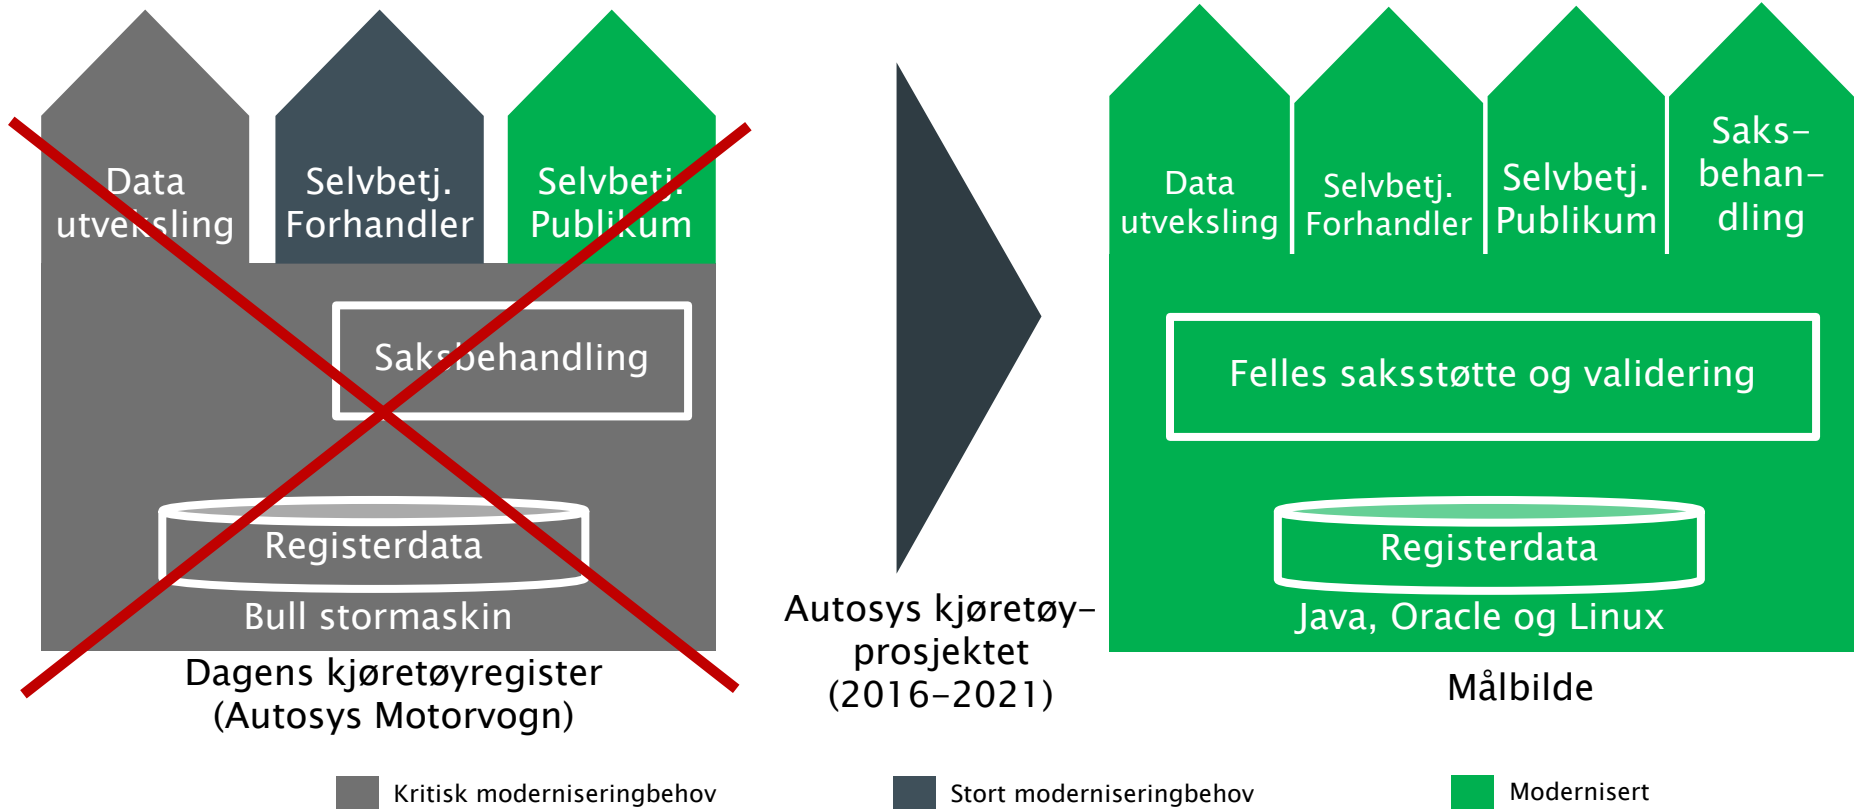 Data
utveksling
Selvbetj.
Forhandler
Selvbetj.
Publikum
Saksbehandling
Registerdata
Bull stormaskin
Dagens kjøretøyregister
(Autosys Motorvogn)
Autosys kjøretøy-
prosjektet
(2016-2021)
Data
utveksling
Selvbetj.
Forhandler
Selvbetj.
Publikum
Saks-
behan-
dling
Felles saksstøtte og validering
Registerdata
Java, Oracle og Linux
Målbilde
Kritisk moderniseringbehov
Stort moderniseringbehov
Modernisert